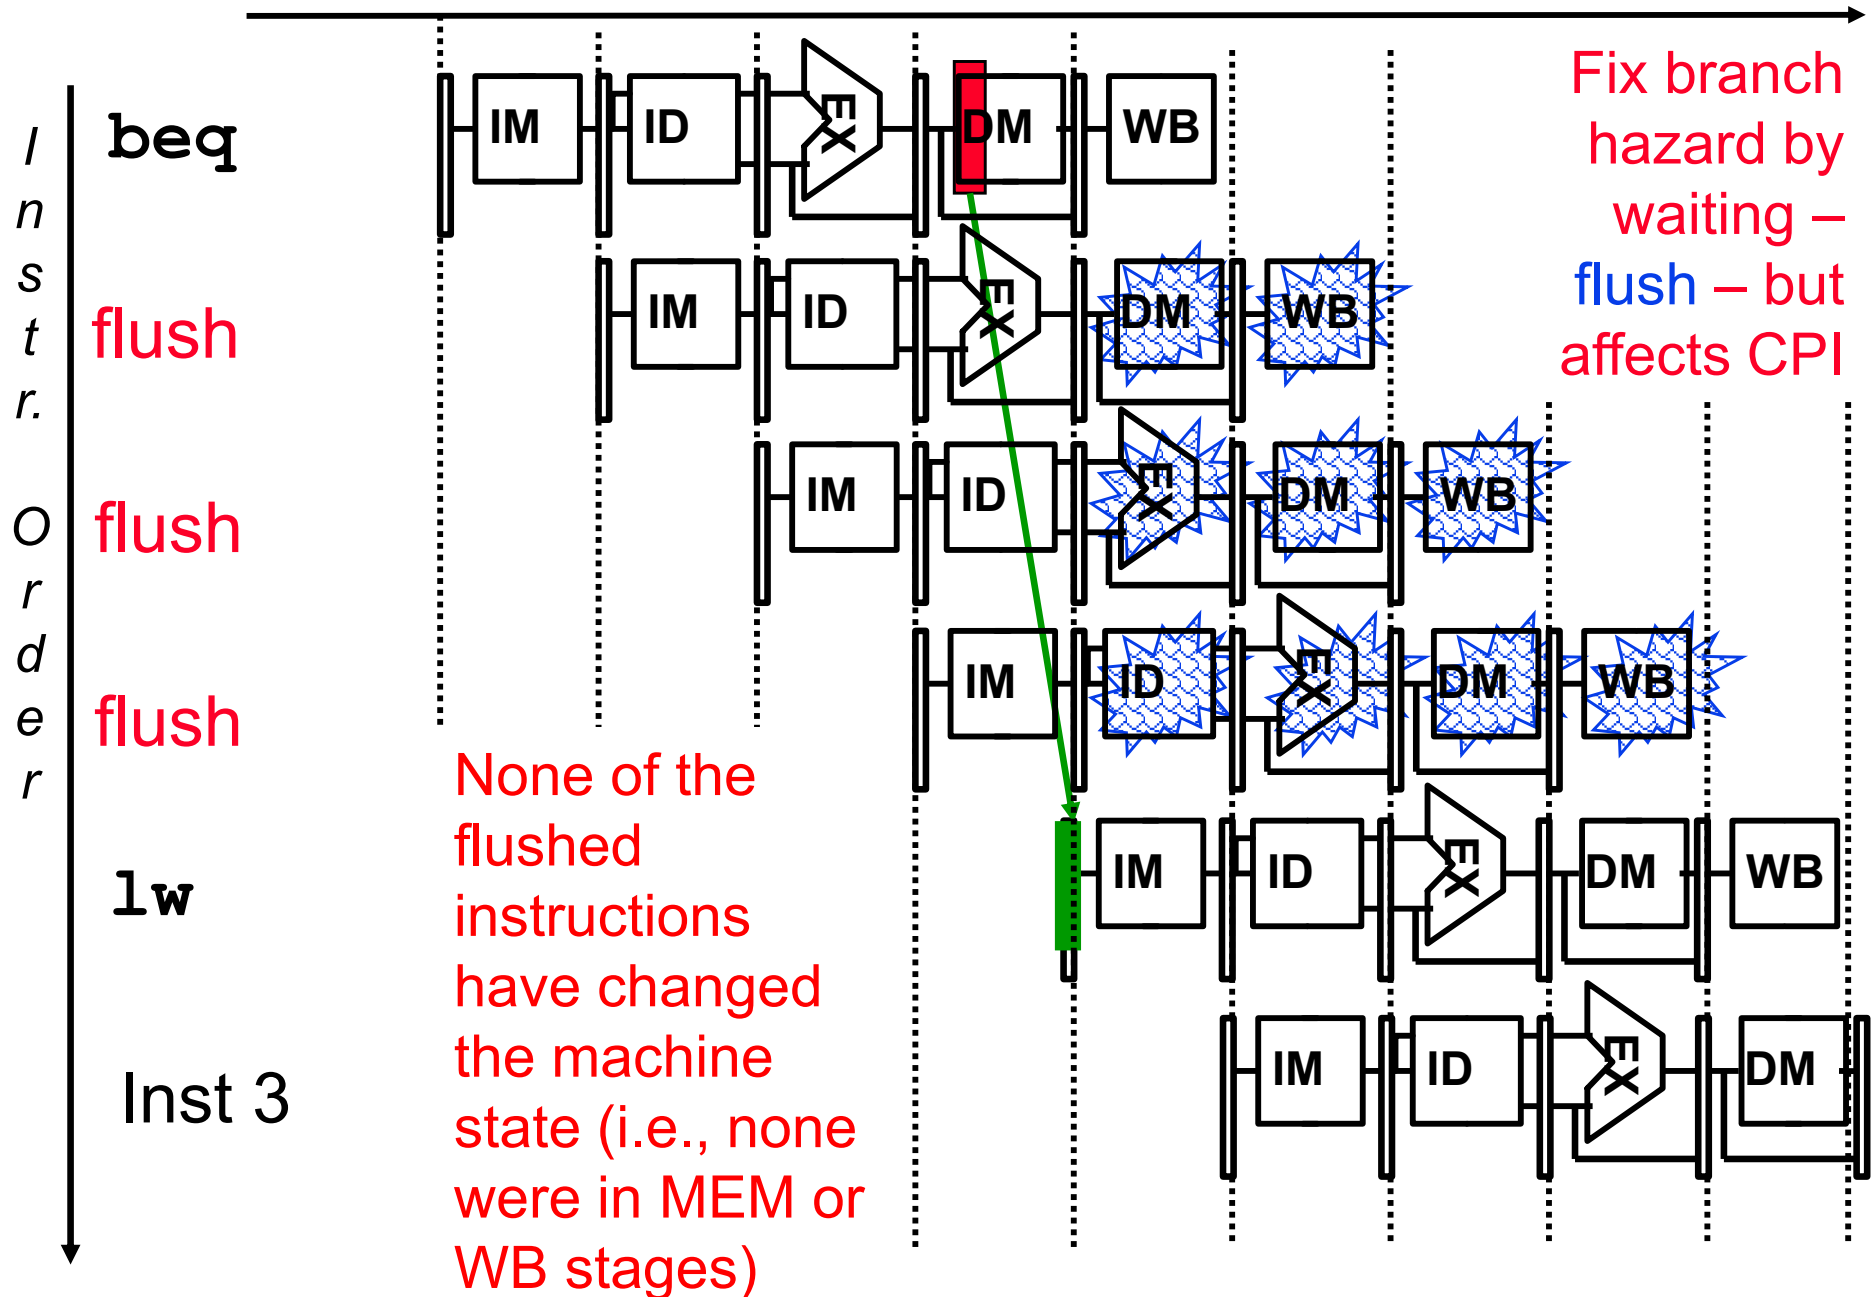 Instr. Order
beq
IM ID EX DM WB
Fix branch
hazard by
waiting –
flush – but
affects CPI
flush
IM ID EX DM WB
flush
IM ID EX DM WB
flush
IM ID EX DM WB
None of the
flushed
instructions
have changed
the machine
state (i.e., none
were in MEM or
WB stages)
lw
IM ID EX DM WB
Inst 3
IM ID EX DM